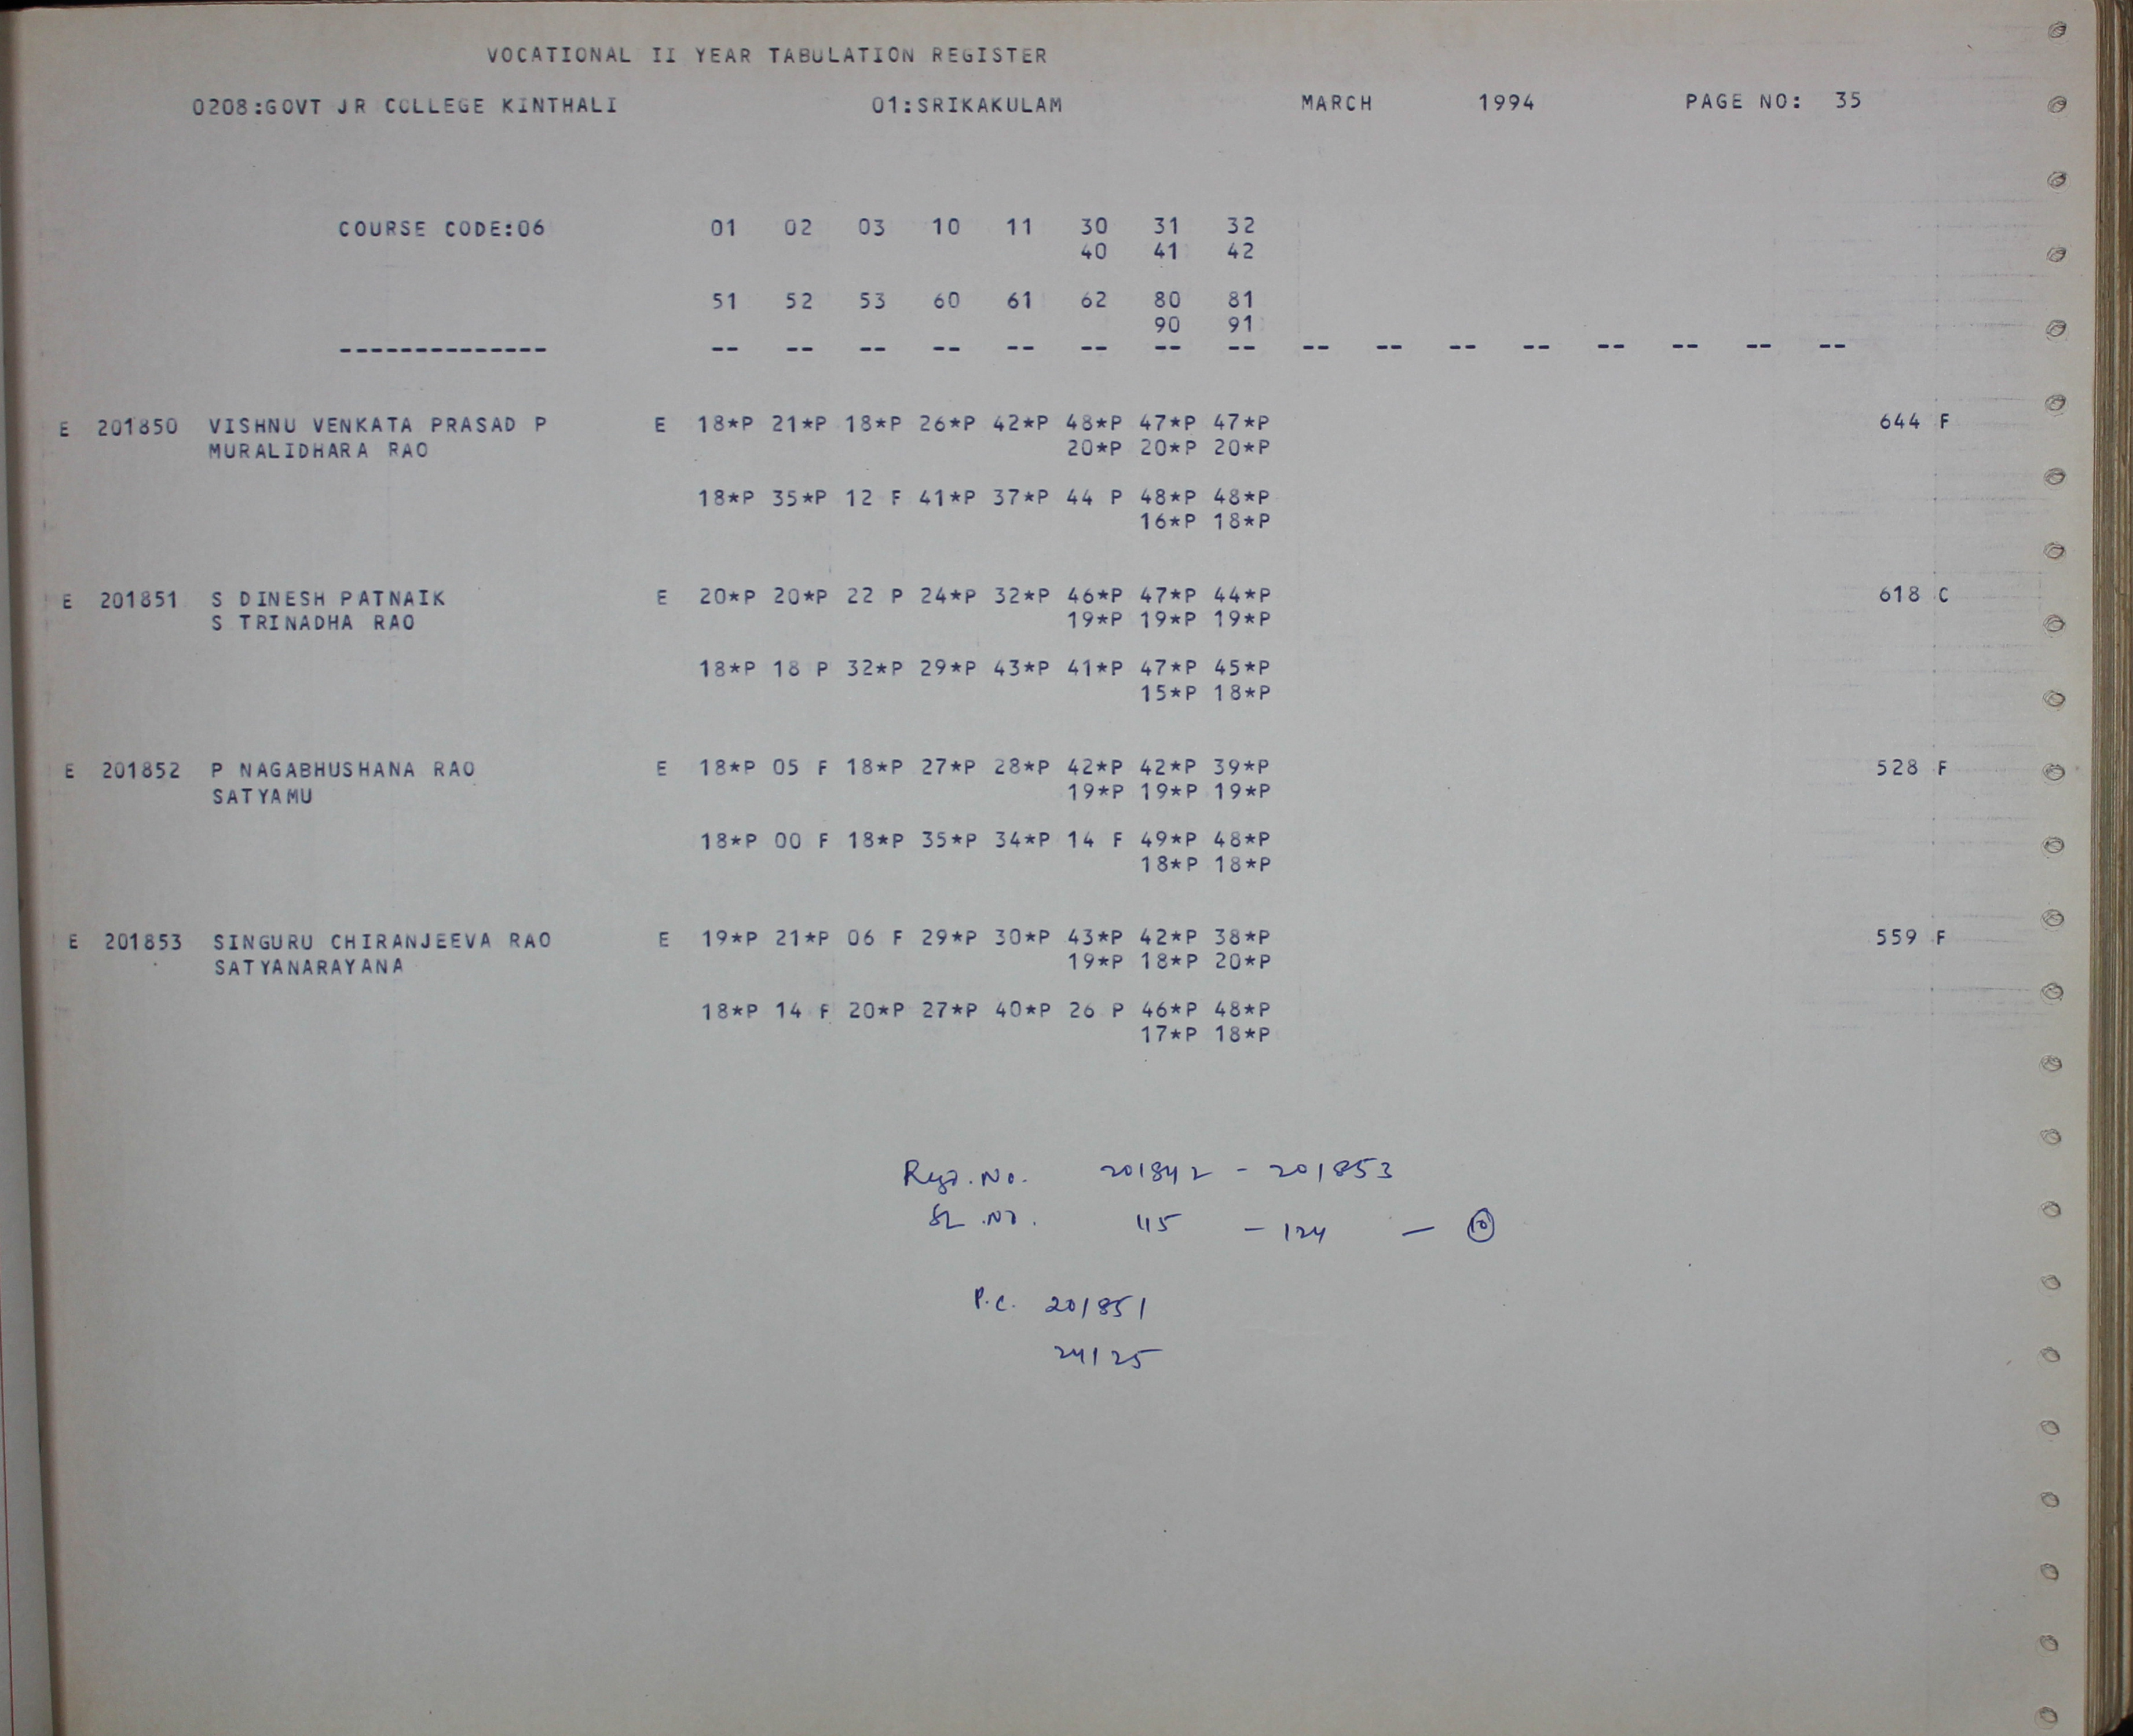 VOCATIONAL II YEAR TABULATION REGISTER
0208:GOVT JR COLLEGE KINTHALI 01:SRIKAKULAM MARCH 1994 PAGE NO: 35
COURSE CODE:06 01 02 03 10 11 30 31 32
40 41 42
51 52 53 60 61 62 80 81
90 91
-------------- -- -- -- -- -- -- -- -- -- -- -- -- -- -- -- --
E 201850 VISHNU VENKATA PRASAD P E 18*P 21*P 18*P 26*P 42*P 48*P 47*P 47*P 644 F
MURALIDHARA RAO 20*P 20*P 20*P
18*P 35*P 12 F 41*P 37*P 44 P 48*P 48*P
16*P 18*P
E 201851 S DINESH PATNAIK E 20*P 20*P 22 P 24*P 32*P 46*P 47*P 44*P 618 C
S TRINADHA RAO 19*P 19*P 19*P
18*P 18 P 32*P 29*P 43*P 41*P 47*P 45*P
15*P 18*P
E 201852 P NAGABHUSHANA RAO E 18*P 05 F 18*P 27*P 28*P 42*P 42*P 39*P 528 F
SATYAMU 19*P 19*P 19*P
18*P 00 F 18*P 35*P 34*P 14 F 49*P 48*P
18*P 18*P
E 201853 SINGURU CHIRANJEEVA RAO E 19*P 21*P 06 F 29*P 30*P 43*P 42*P 38*P 559 F
SATYANARAYANA 19*P 18*P 20*P
18*P 14 F 20*P 27*P 40*P 26 P 46*P 48*P
17*P 18*P
Regd. No. 201842 - 201853
SL. No. 115 - 124 - 10
P.C. 201851
24125